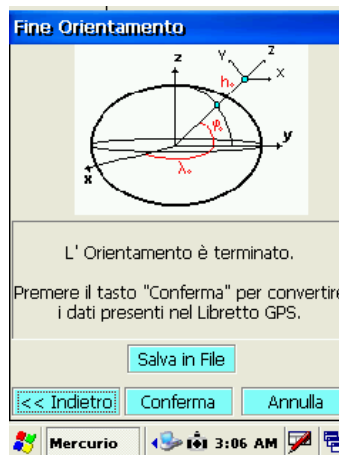 Fine Orientamento
z
Y
Z
X
h₀
φ₀
y
x
λ₀
L' Orientamento è terminato.
Premere il tasto "Conferma" per convertire
i dati presenti nel Libretto GPS.
Salva in File
<< Indietro
Conferma
Annulla
Mercurio
3:06 AM